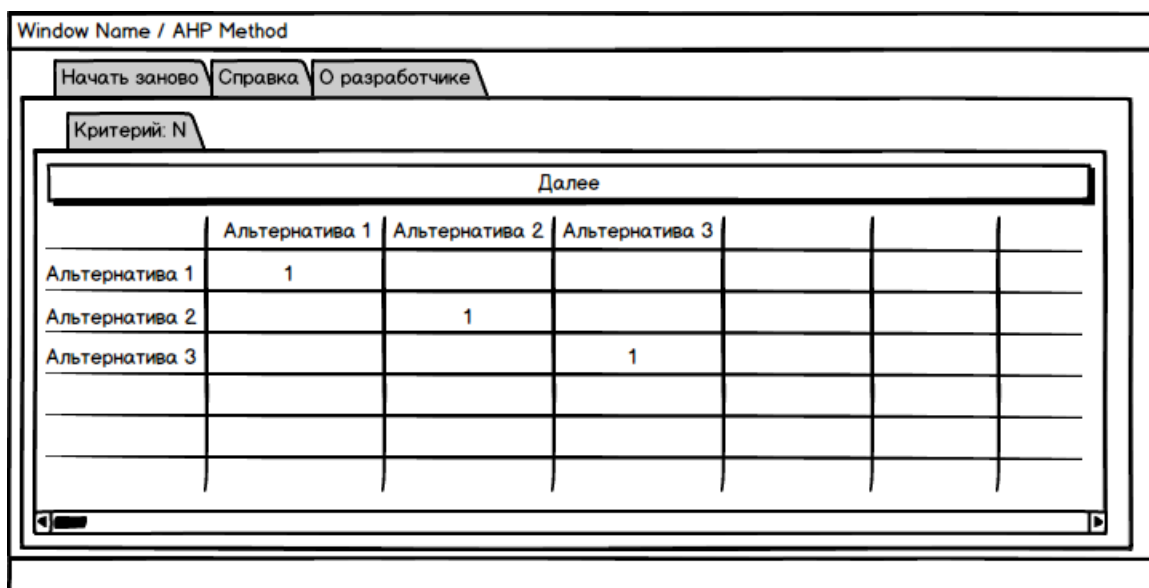 Window Name / AHP Method
Начать заново Справка О разработчике
Критерий: N
Далее
Альтернатива 1 Альтернатива 2 Альтернатива 3
Альтернатива 1 1
Альтернатива 2 1
Альтернатива 3 1